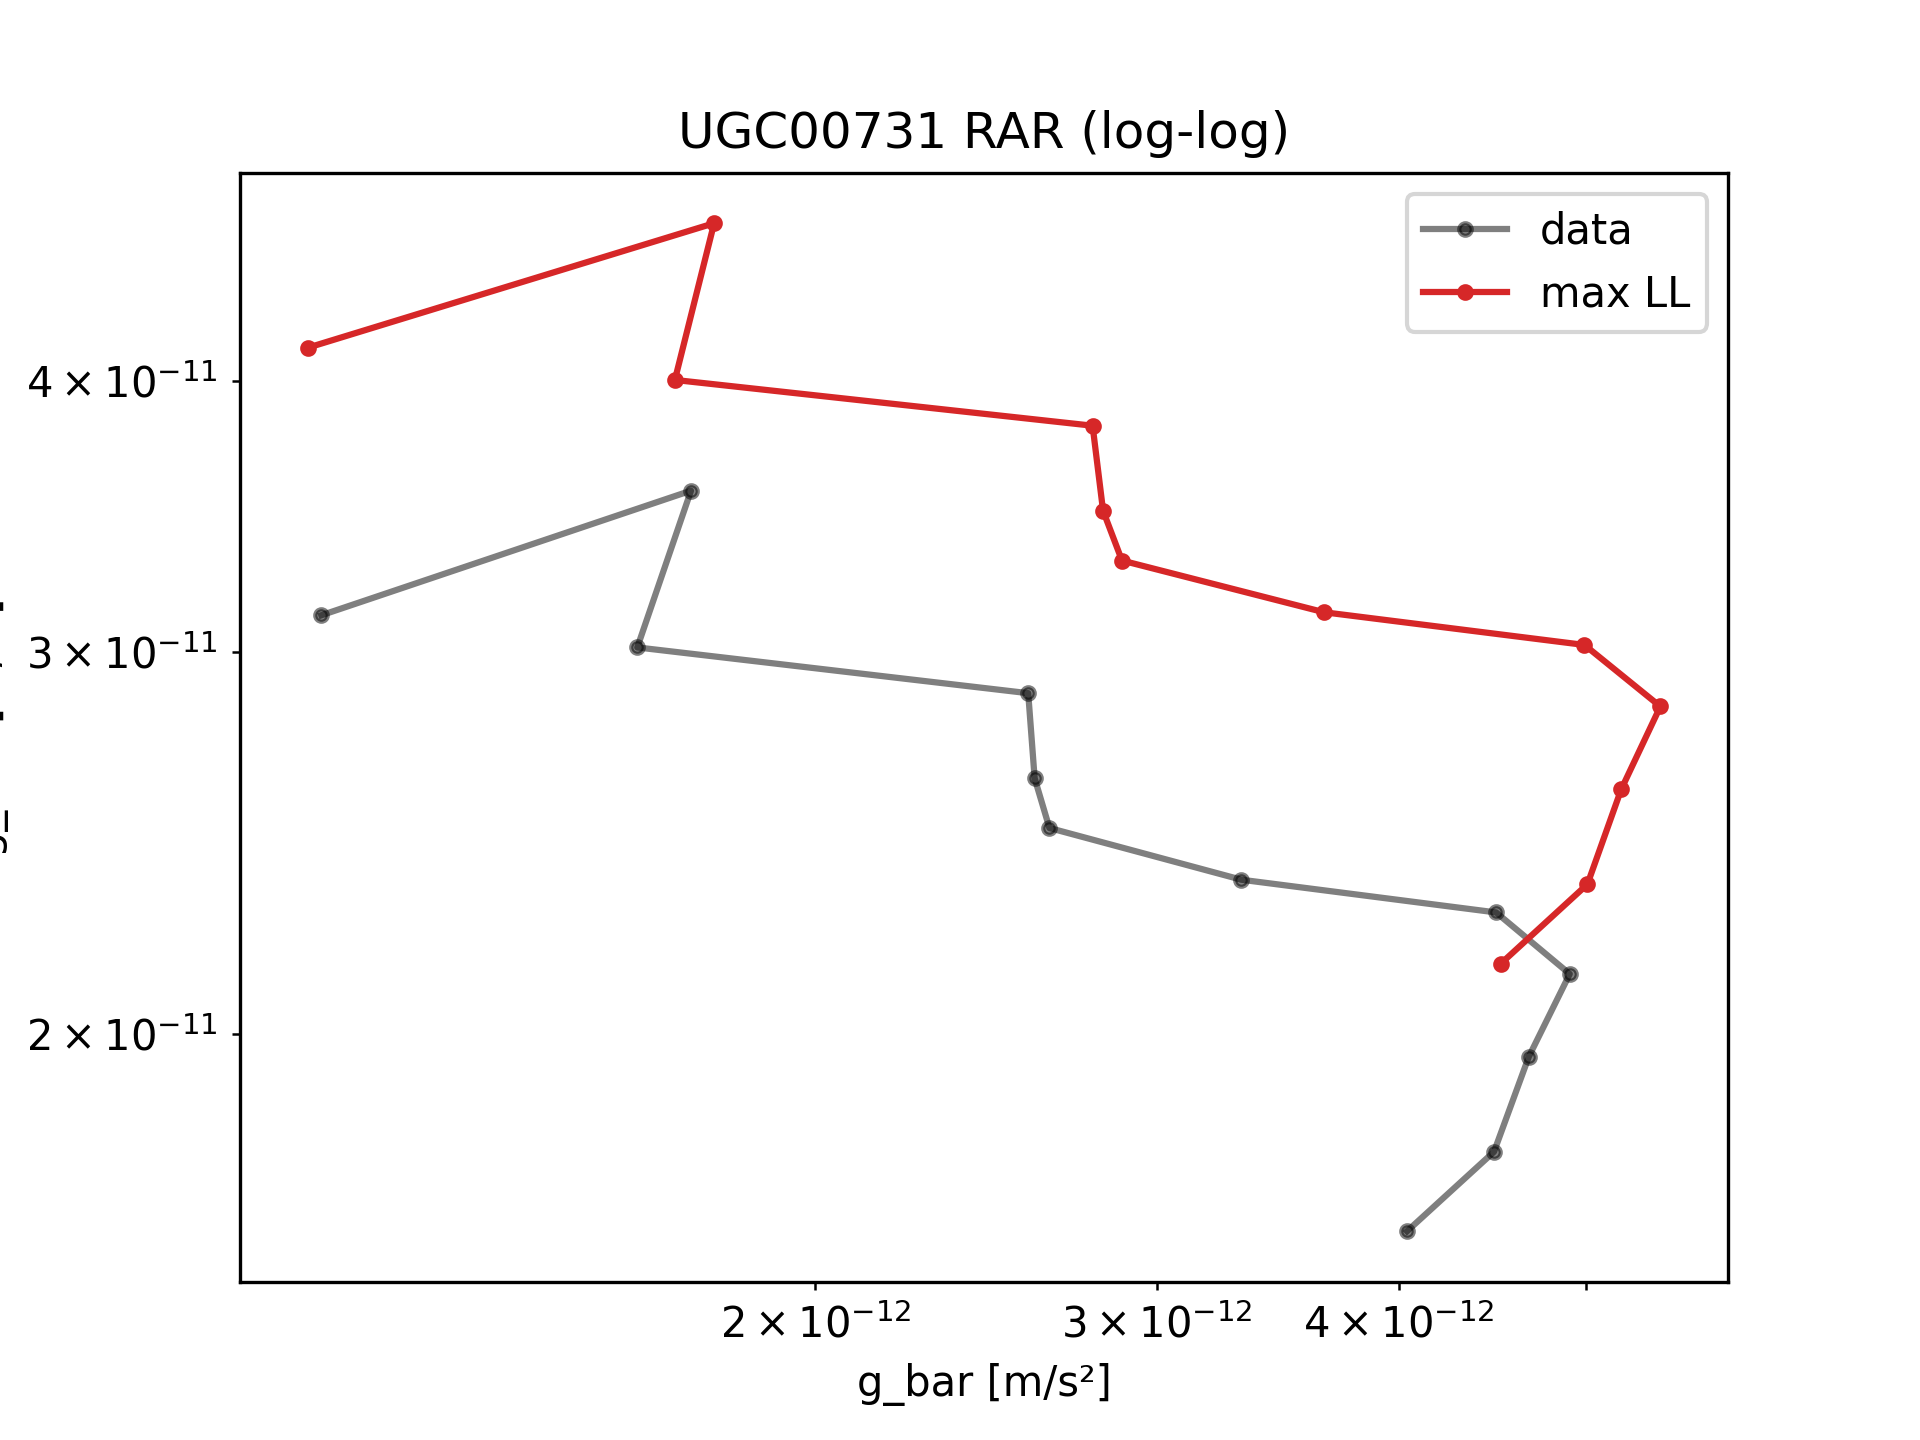 UGC00731 RAR (log-log)
data
max LL
4 × 10⁻¹¹
3 × 10⁻¹¹
2 × 10⁻¹¹
2 × 10⁻¹² 3 × 10⁻¹² 4 × 10⁻¹²
g_bar [m/s²]